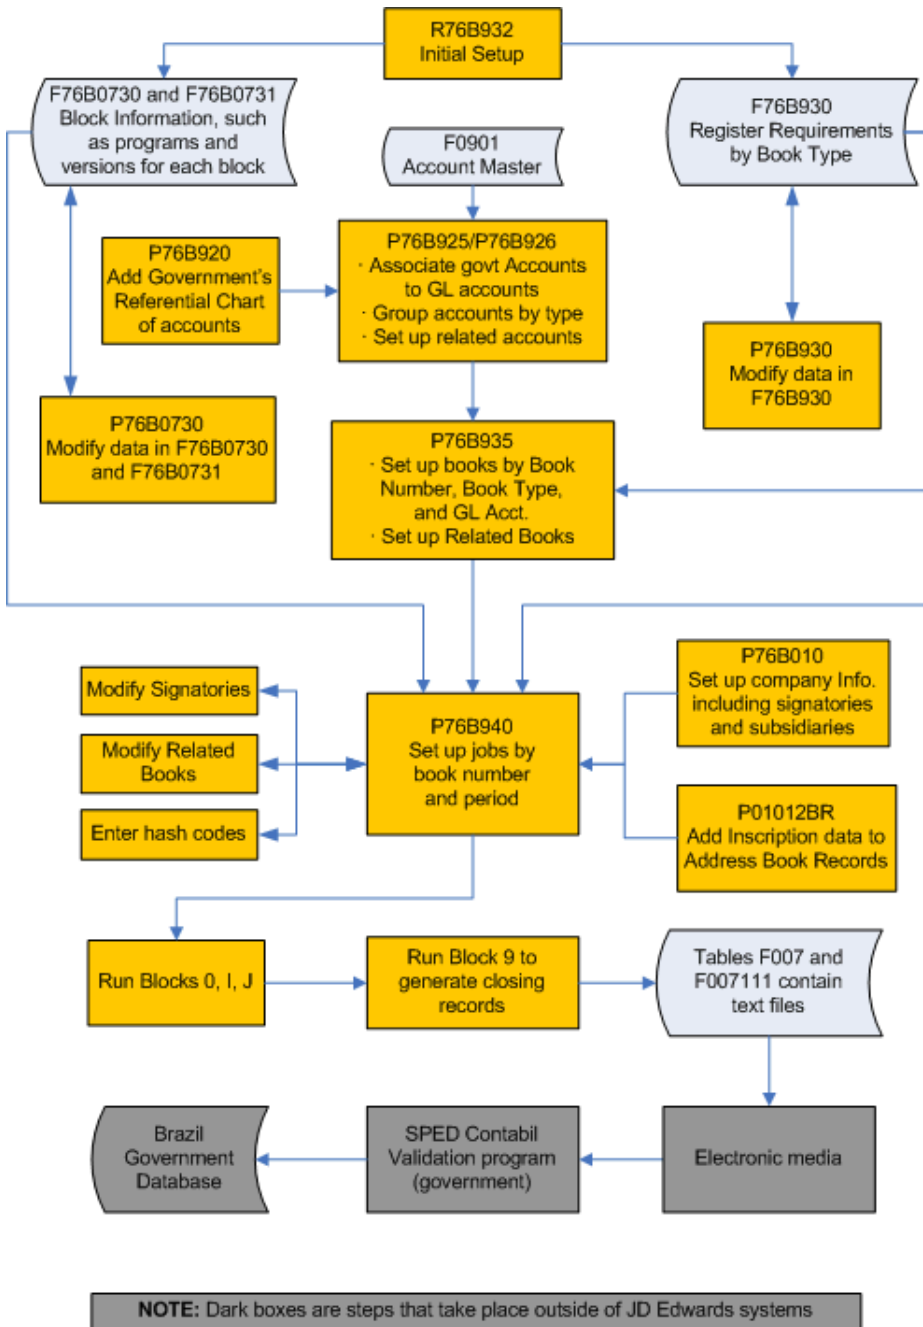 R76B932
Initial Setup
F76B0730 and F76B0731
Block Information, such
as programs and
versions for each block
F0901
Account Master
F76B930
Register Requirements
by Book Type
P76B920
Add Government's
Referential Chart
of accounts
P76B925/P76B926
· Associate govt Accounts
to GL accounts
· Group accounts by type
· Set up related accounts
P76B930
Modify data in
F76B930
P76B0730
Modify data in F76B0730
and F76B0731
P76B935
· Set up books by Book
Number, Book Type,
and GL Acct.
· Set up Related Books
Modify Signatories
Modify Related
Books
Enter hash codes
P76B940
Set up jobs by
book number
and period
P76B010
Set up company Info.
including signatories
and subsidiaries
P01012BR
Add Inscription data to
Address Book Records
Run Blocks 0, I, J
Run Block 9 to
generate closing
records
Tables F007 and
F007111 contain
text files
Brazil
Government
Database
SPED Contabil
Validation program
(government)
Electronic media
NOTE: Dark boxes are steps that take place outside of JD Edwards systems